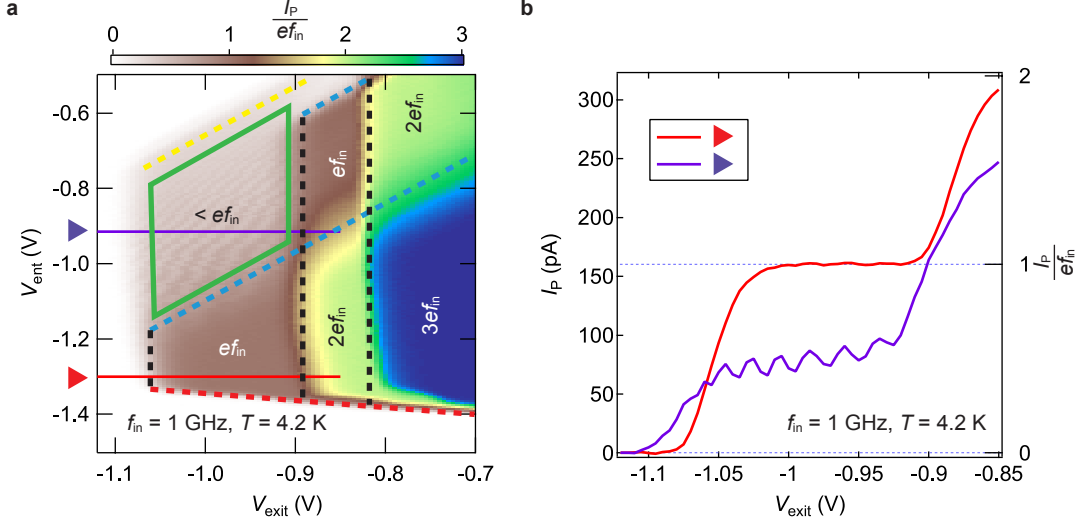 a
I_P / ef_in
0 1 2 3
-0.6
-0.8
-1.0
-1.2
-1.4
V_ent (V)
2ef_in
ef_in
< ef_in
ef_in
2ef_in
3ef_in
f_in = 1 GHz, T = 4.2 K
-1.1 -1.0 -0.9 -0.8 -0.7
V_exit (V)
b
300
250
200
150
100
50
0
I_P (pA)
2
1
0
I_P / ef_in
f_in = 1 GHz, T = 4.2 K
-1.1 -1.05 -1 -0.95 -0.9 -0.85
V_exit (V)